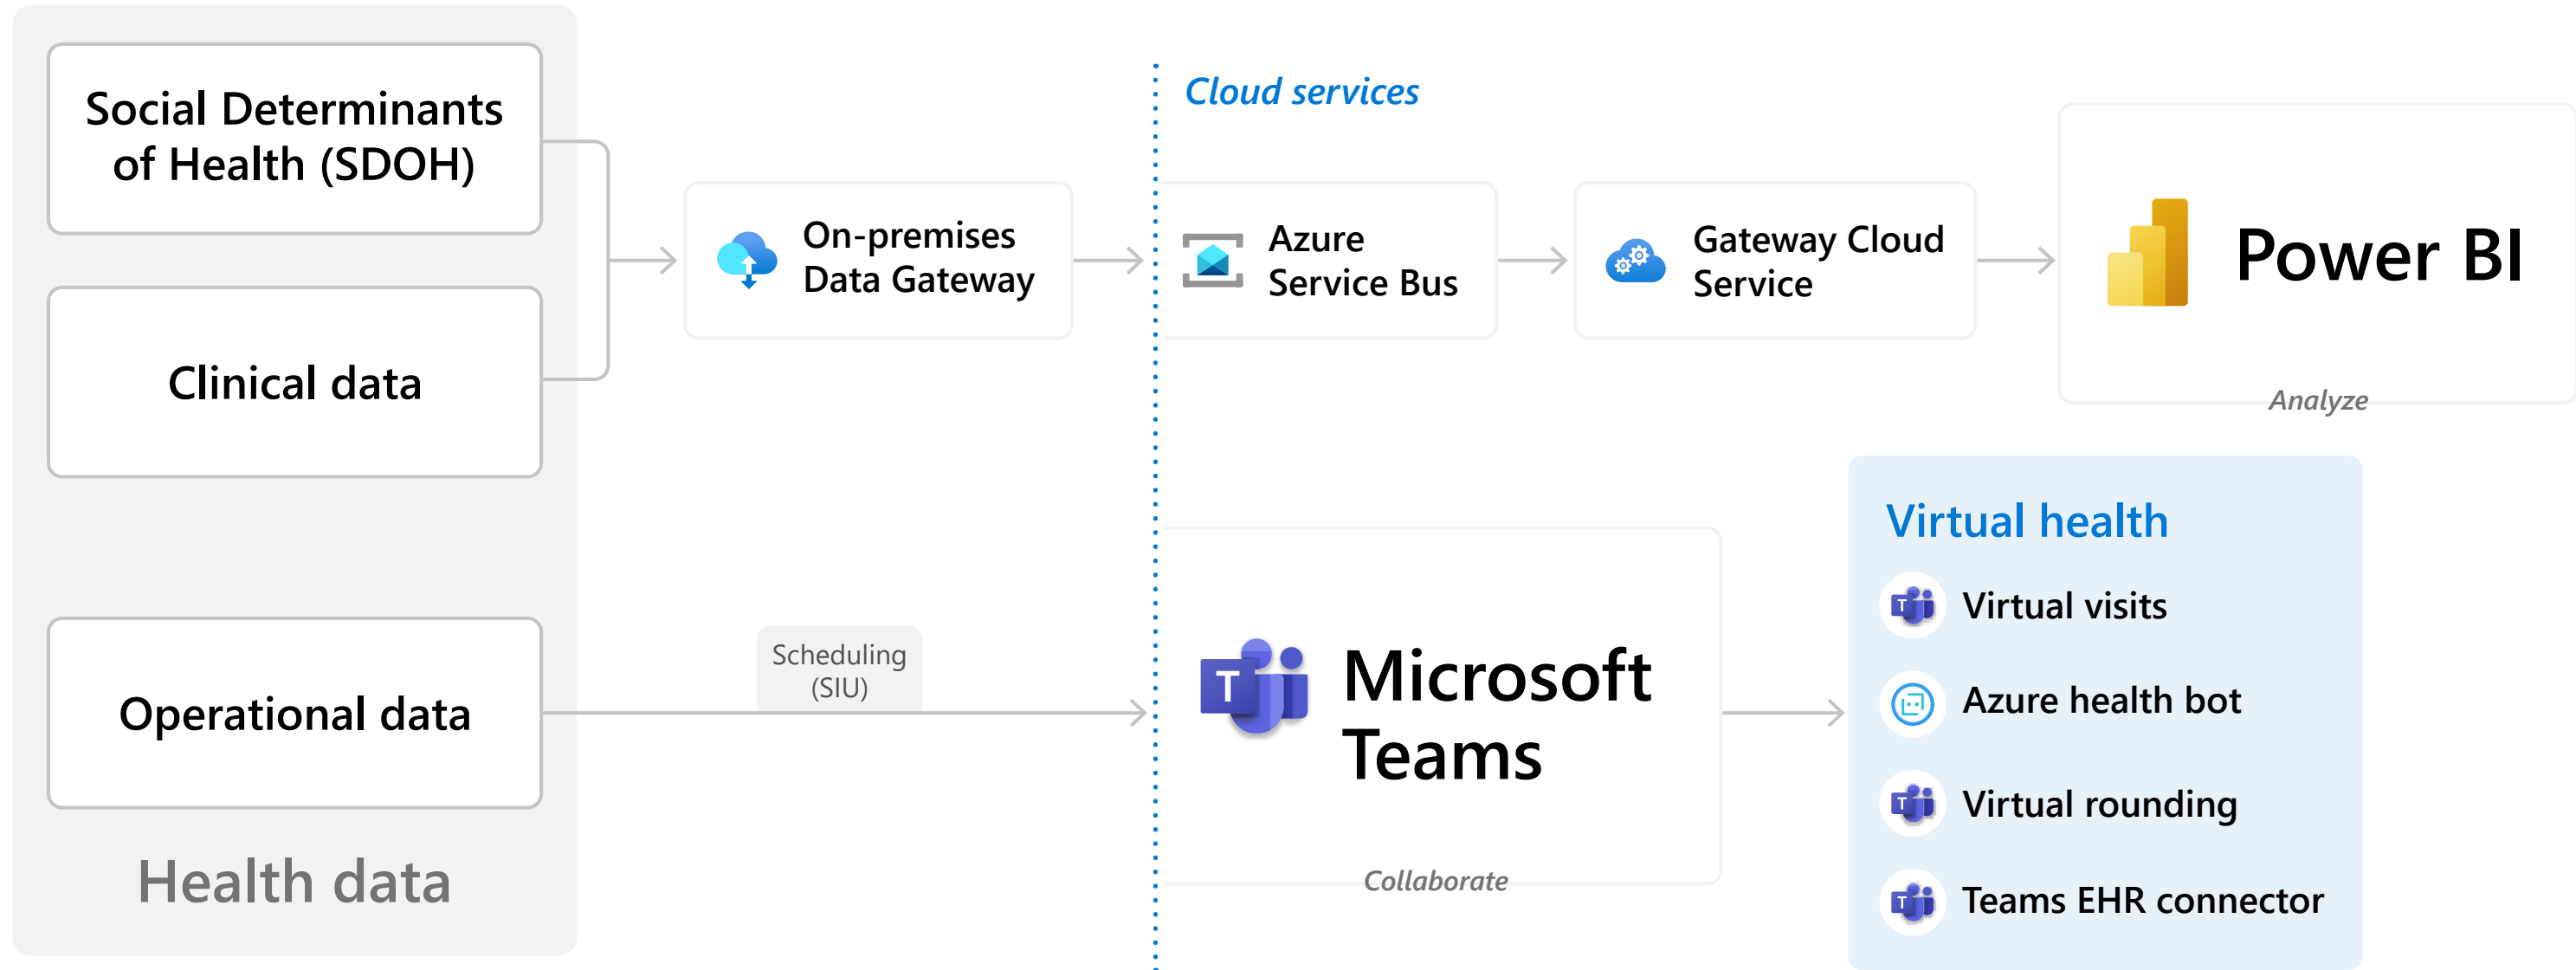 Social Determinants
of Health (SDOH)
Clinical data
Operational data
Health data
On-premises
Data Gateway
Scheduling
(SIU)
Cloud services
Azure
Service Bus
Gateway Cloud
Service
Power BI
Analyze
T
Microsoft
Teams
Collaborate
Virtual health
T
Virtual visits
Azure health bot
T
Virtual rounding
T
Teams EHR connector